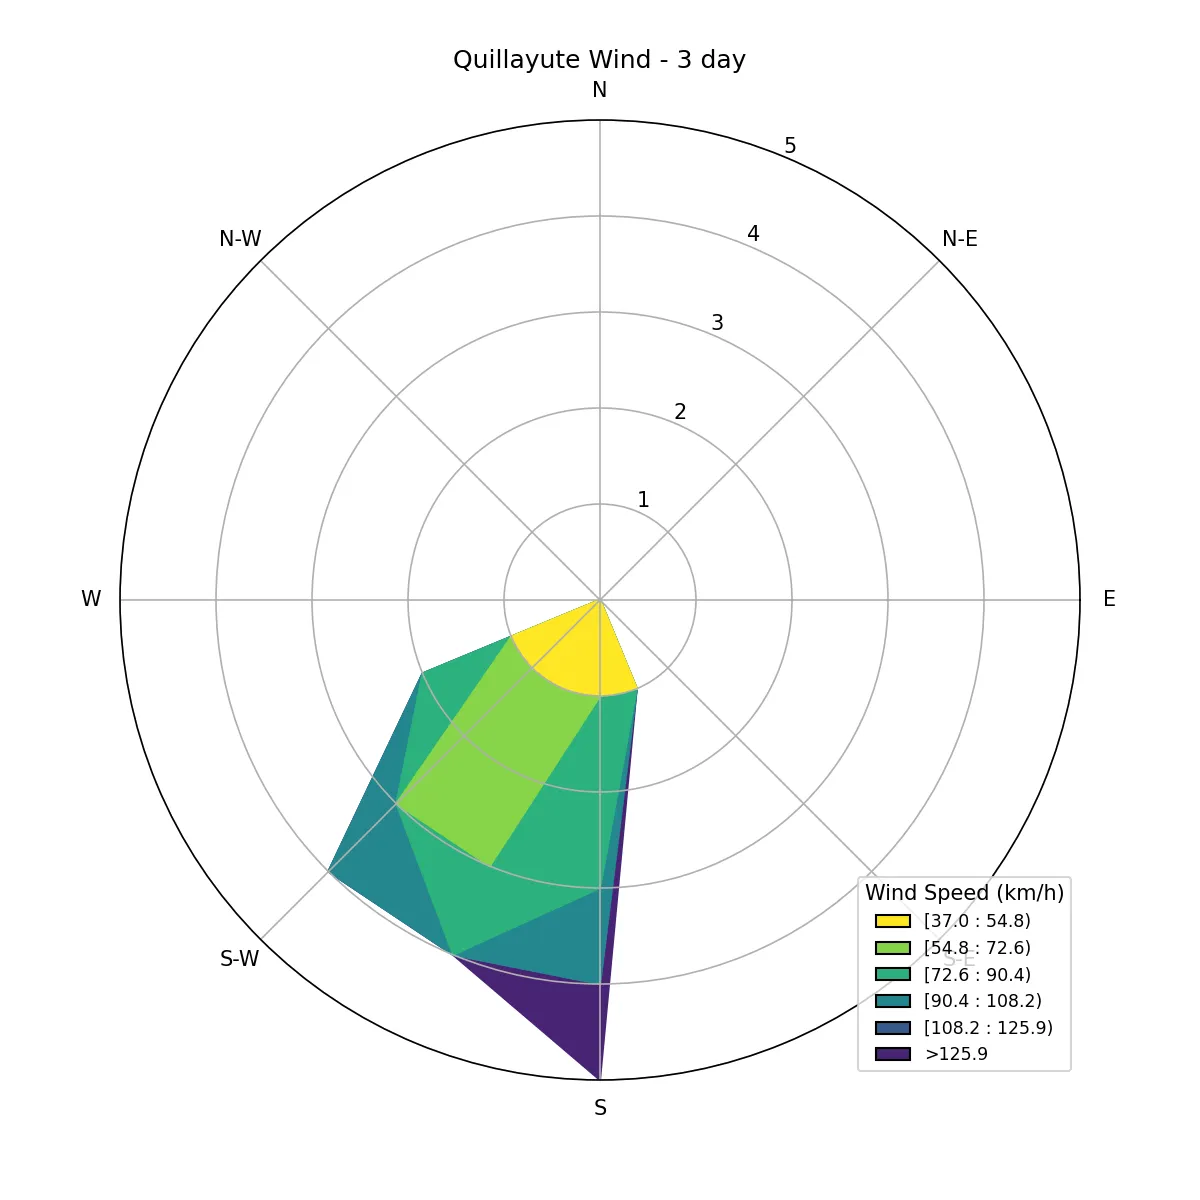 Quillayute Wind - 3 day
N
5
N-W
4
N-E
3
2
1
W
E
S-W
S-E
Wind Speed (km/h)
[37.0 : 54.8)
[54.8 : 72.6)
[72.6 : 90.4)
[90.4 : 108.2)
[108.2 : 125.9)
>125.9
S